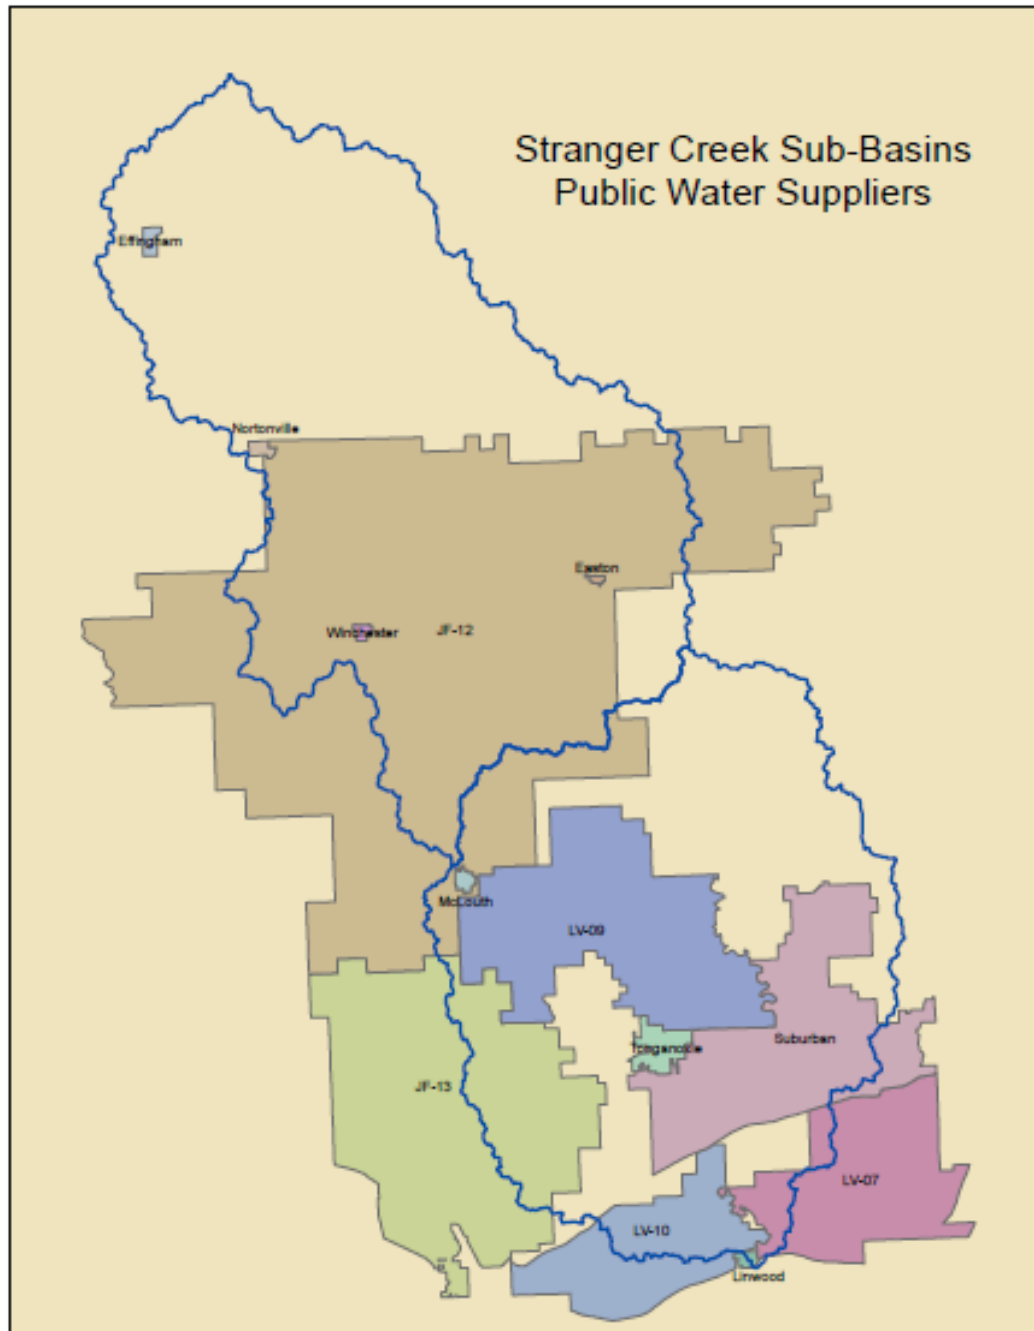 Stranger Creek Sub-Basins
Public Water Suppliers
Effingham
Nortonville
Easton
Winchester
JF-12
McLouth
LV-09
Tonganoxie
Suburban
JF-13
LV-07
LV-10
Linwood